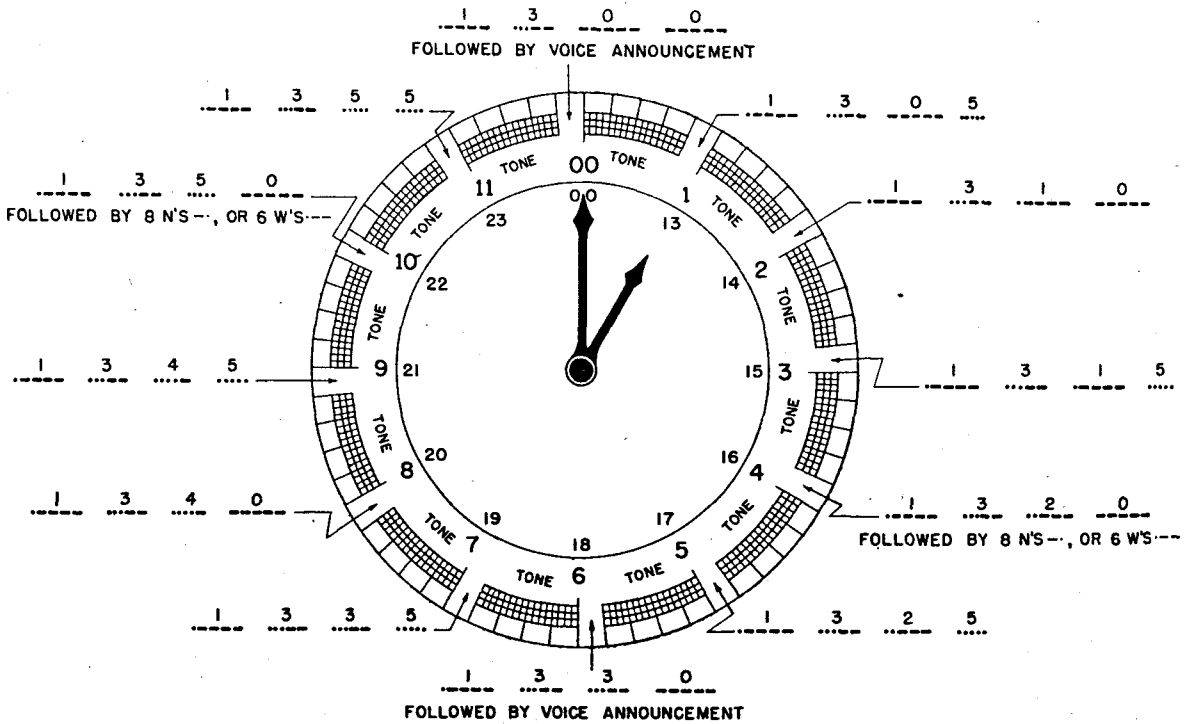 1 3 0 0
FOLLOWED BY VOICE ANNOUNCEMENT
1 3 5 5
1 3 0 5
1 3 5 0
FOLLOWED BY 8 N'S —·, OR 6 W'S ·——
1 3 1 0
1 3 4 5
1 3 1 5
1 3 4 0
1 3 2 0
FOLLOWED BY 8 N'S —·, OR 6 W'S ·——
1 3 3 5
1 3 2 5
1 3 3 0
FOLLOWED BY VOICE ANNOUNCEMENT
00
TONE
1
TONE
2
TONE
3
TONE
4
TONE
5
TONE
6
TONE
7
TONE
8
TONE
9
TONE
10
TONE
11
TONE
00
13
14
15
16
17
18
19
20
21
22
23